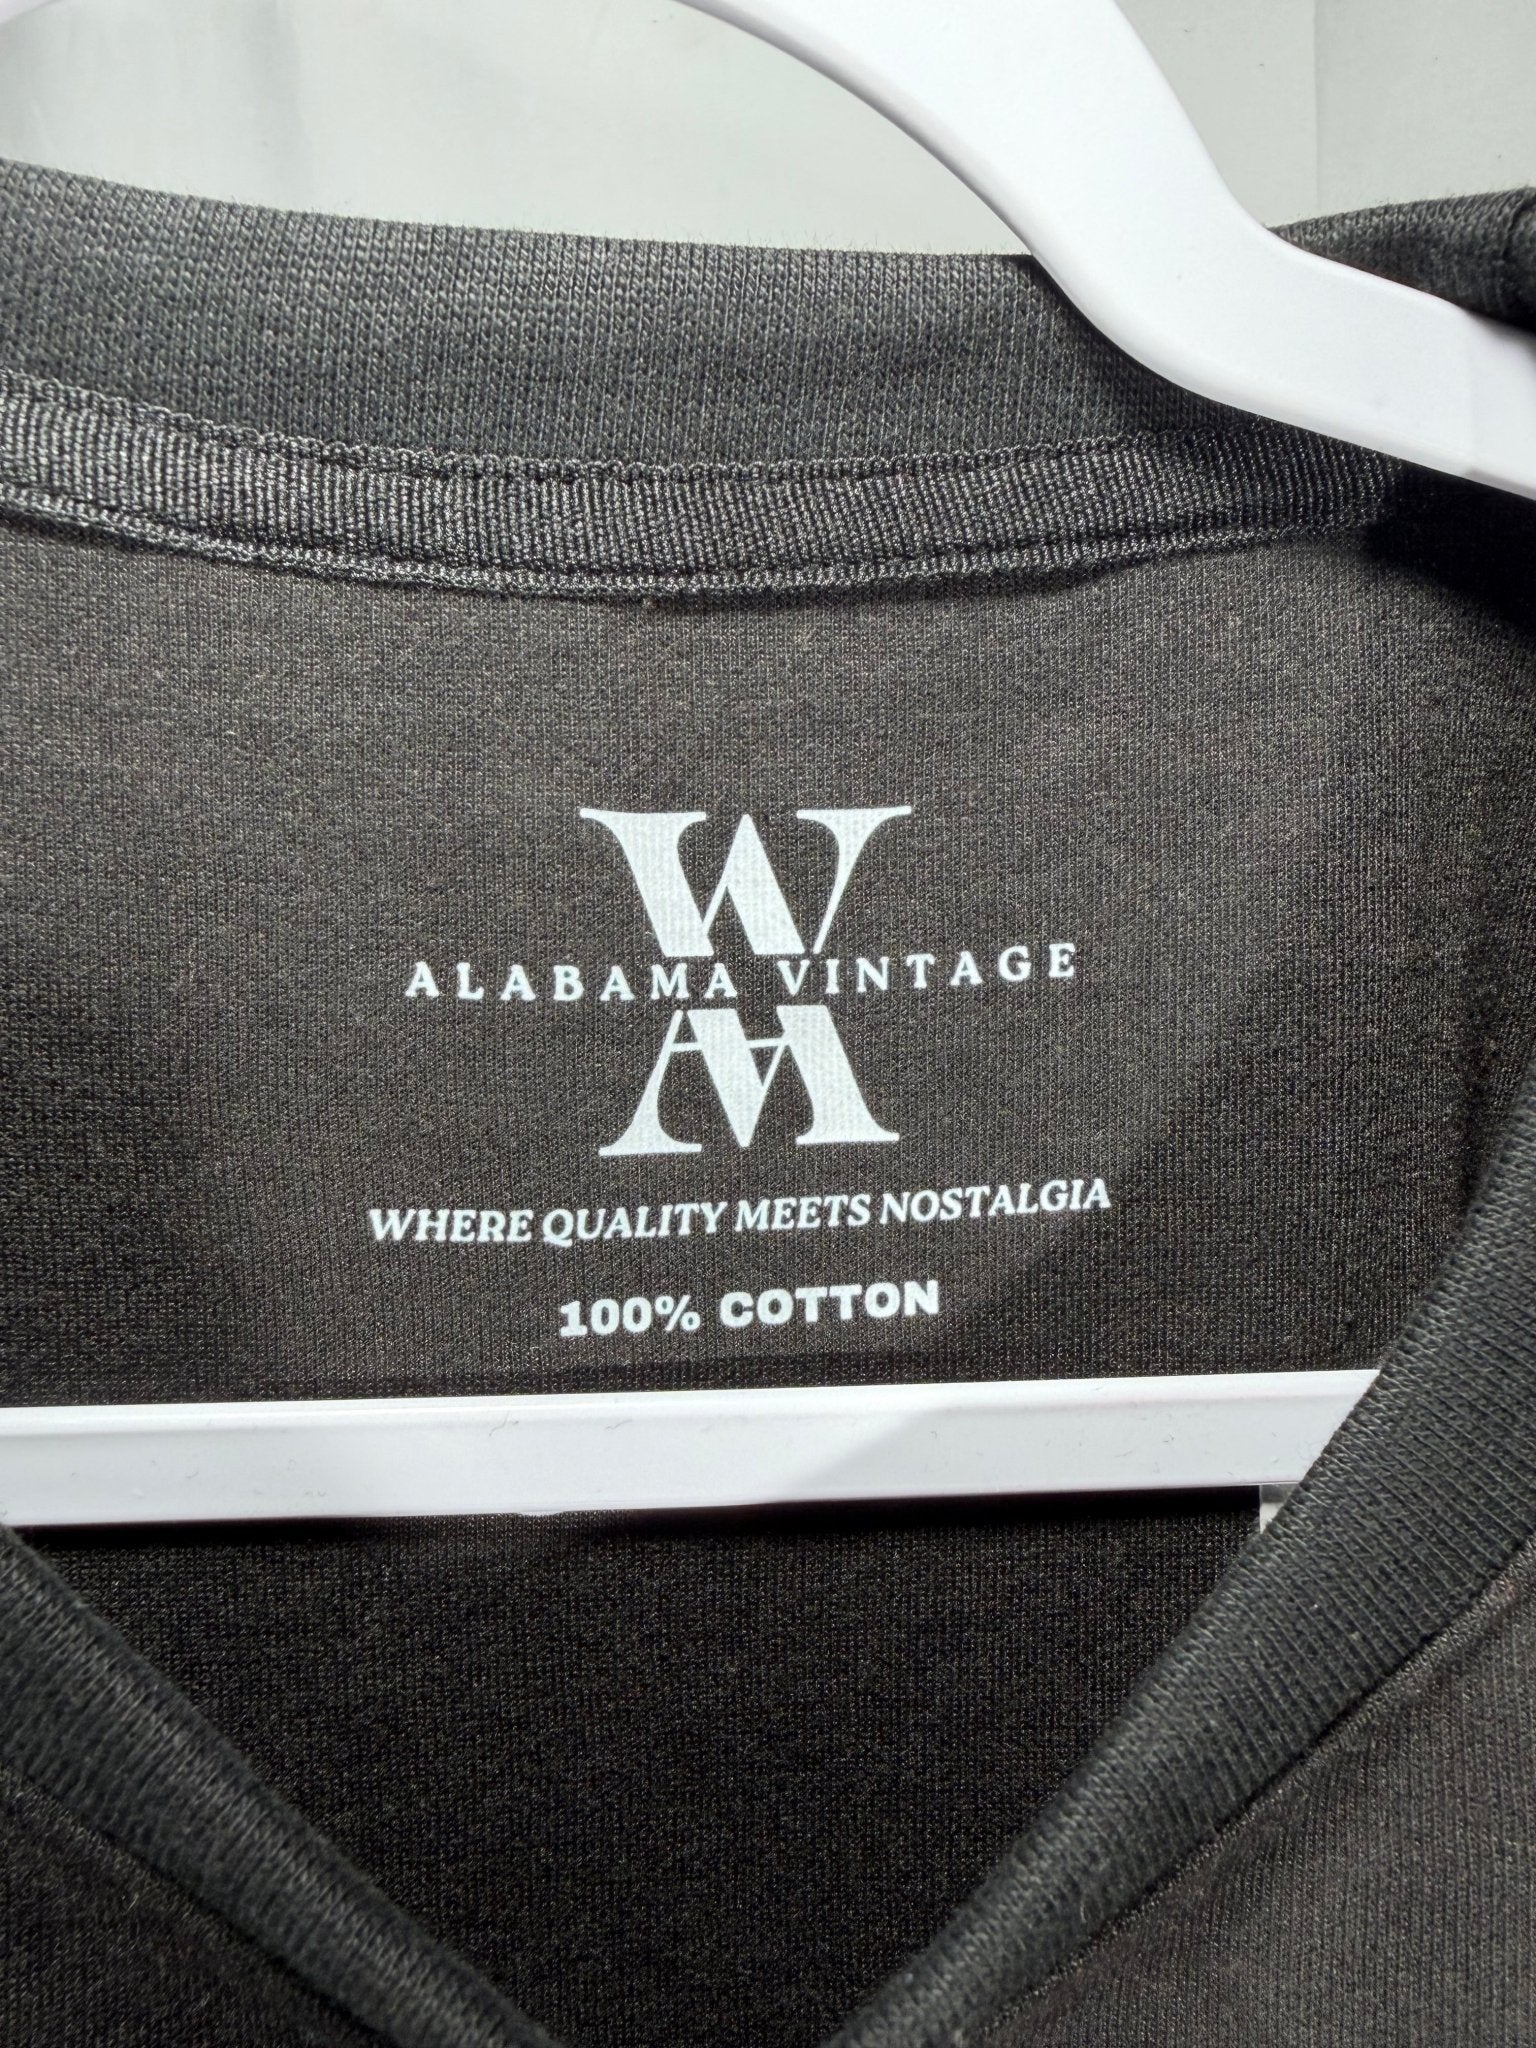 W
ALABAMA VINTAGE
WHERE QUALITY MEETS NOSTALGIA
100% COTTON